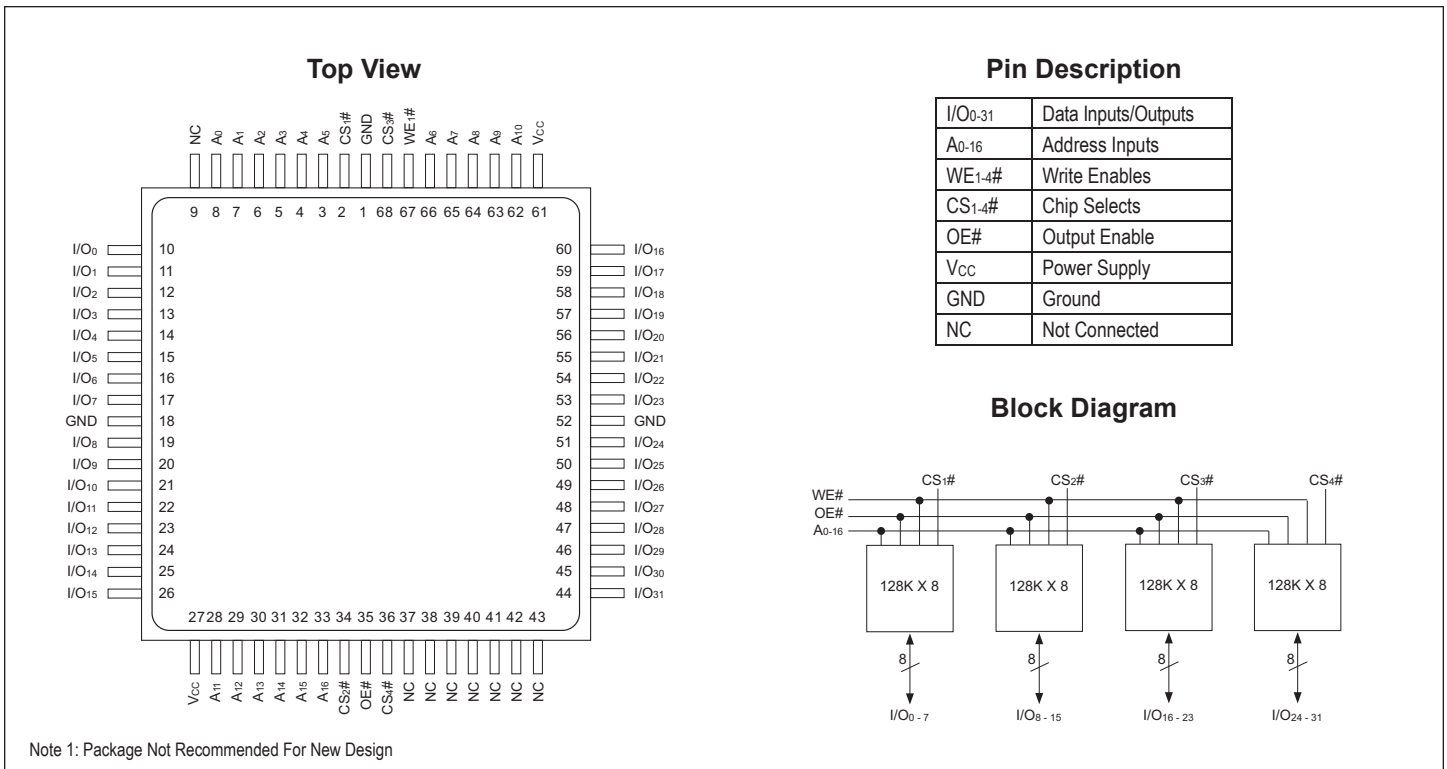 Top View
NC A0 A1 A2 A3 A4 A5 CS1# GND CS3# WE1# A6 A7 A8 A9 A10 VCC
9 8 7 6 5 4 3 2 1 68 67 66 65 64 63 62 61
I/O0 10
I/O1 11
I/O2 12
I/O3 13
I/O4 14
I/O5 15
I/O6 16
I/O7 17
GND 18
I/O8 19
I/O9 20
I/O10 21
I/O11 22
I/O12 23
I/O13 24
I/O14 25
I/O15 26
60 I/O16
59 I/O17
58 I/O18
57 I/O19
56 I/O20
55 I/O21
54 I/O22
53 I/O23
52 GND
51 I/O24
50 I/O25
49 I/O26
48 I/O27
47 I/O28
46 I/O29
45 I/O30
44 I/O31
27 28 29 30 31 32 33 34 35 36 37 38 39 40 41 42 43
VCC A11 A12 A13 A14 A15 A16 CS2# OE# CS4# NC NC NC NC NC NC NC
Note 1: Package Not Recommended For New Design
Pin Description
I/O0-31 Data Inputs/Outputs
A0-16 Address Inputs
WE1-4# Write Enables
CS1-4# Chip Selects
OE# Output Enable
VCC Power Supply
GND Ground
NC Not Connected
Block Diagram
CS1# CS2# CS3# CS4#
WE#
OE#
A0-16
128K X 8 128K X 8 128K X 8 128K X 8
8 8 8 8
I/O0 - 7 I/O8 - 15 I/O16 - 23 I/O24 - 31